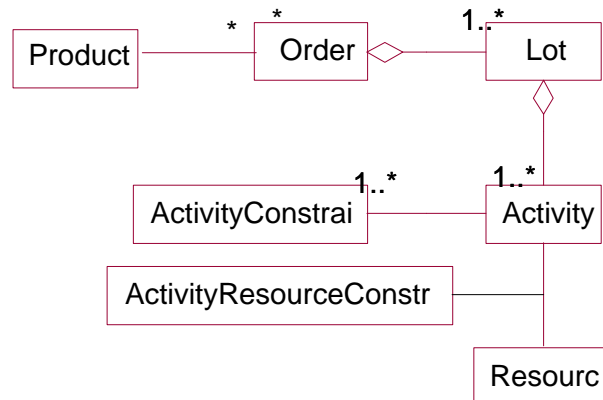 * * 1..*
Product Order Lot
1..* 1..*
ActivityConstrai Activity
ActivityResourceConstr
Resourc